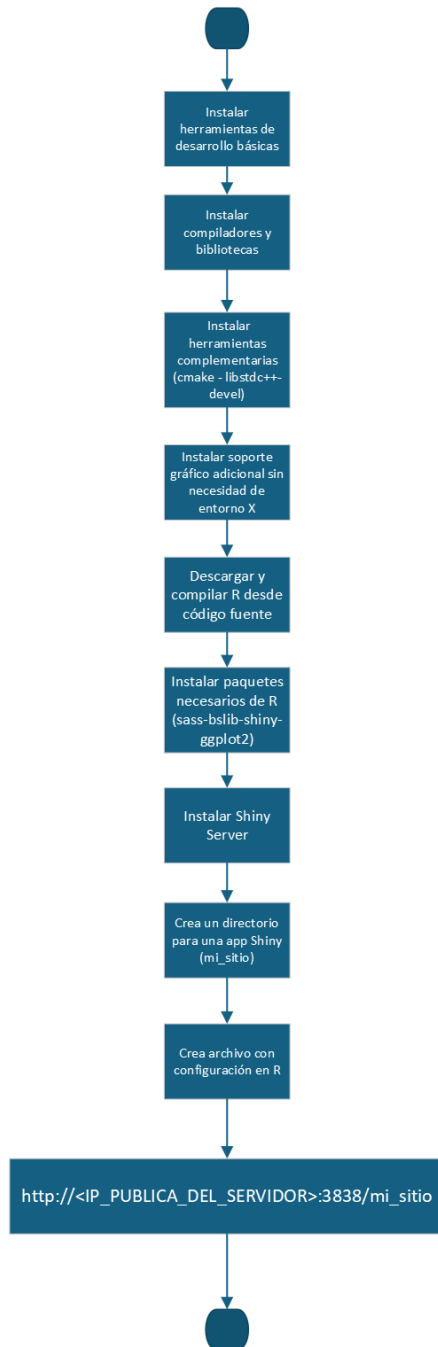 Instalar
herramientas de
desarrollo básicas
Instalar
compiladores y
bibliotecas
Instalar
herramientas
complementarias
(cmake - libstdc++-
devel)
Instalar soporte
gráfico adicional sin
necesidad de
entorno X
Descargar y
compilar R desde
código fuente
Instalar paquetes
necesarios de R
(sass-bslib-shiny-
ggplot2)
Instalar Shiny
Server
Crea un directorio
para una app Shiny
(mi_sitio)
Crea archivo con
configuración en R
http://<IP_PUBLICA_DEL_SERVIDOR>:3838/mi_sitio